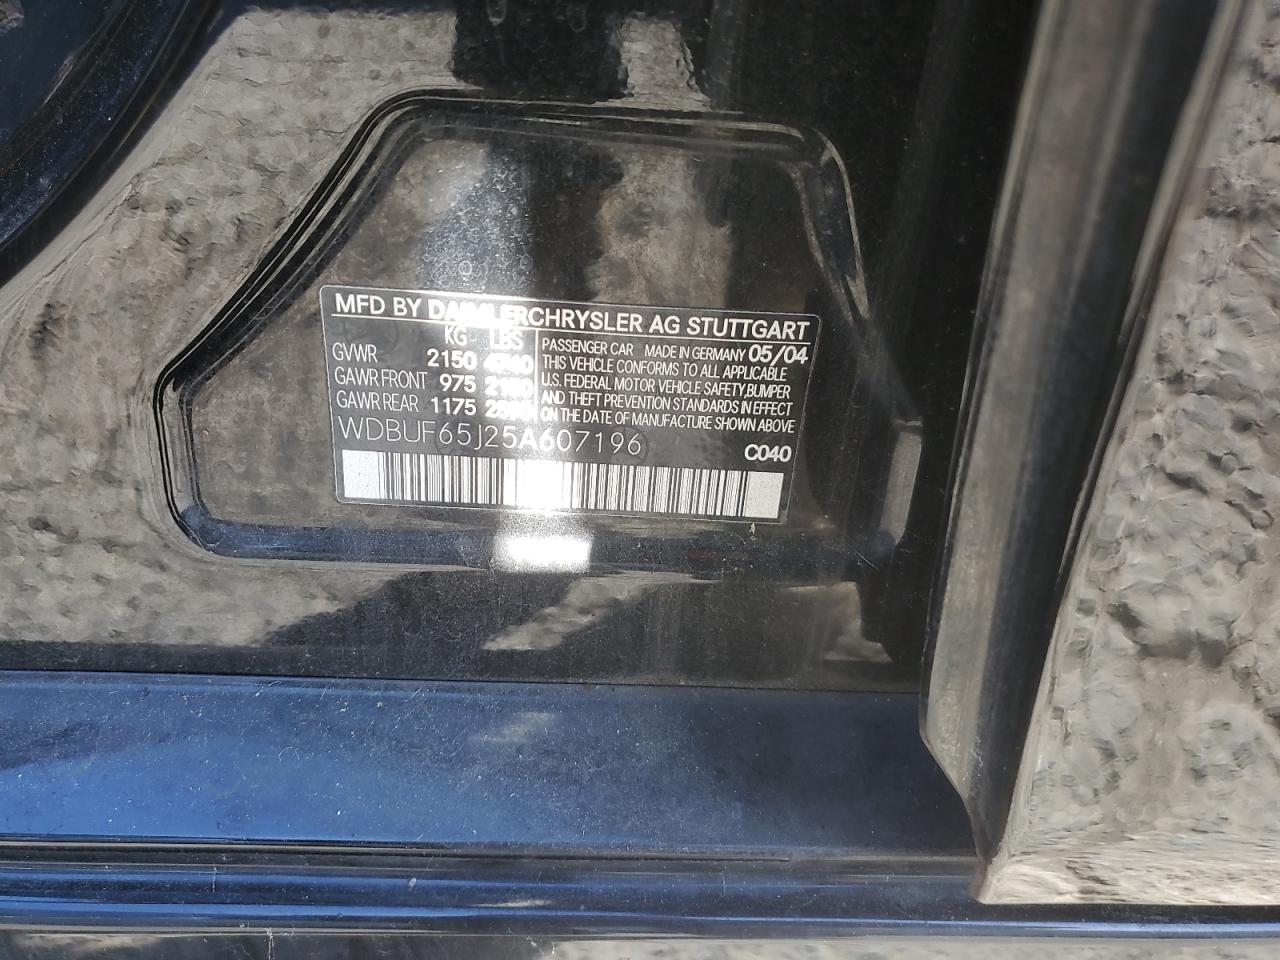 MFD BY DAIMLERCHRYSLER AG STUTTGART
KG LBS
GVWR 2150 4740
GAWR FRONT 975 2150
GAWR REAR 1175
PASSENGER CAR MADE IN GERMANY 05/04
THIS VEHICLE CONFORMS TO ALL APPLICABLE
U.S. FEDERAL MOTOR VEHICLE SAFETY,BUMPER
AND THEFT PREVENTION STANDARDS IN EFFECT
ON THE DATE OF MANUFACTURE SHOWN ABOVE
WDBUF65J25A607196
C040